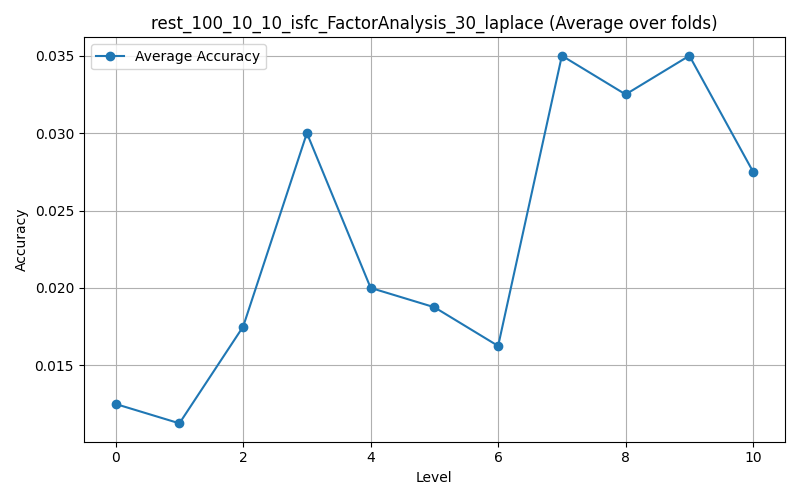 rest_100_10_10_isfc_FactorAnalysis_30_laplace (Average over folds)
Average Accuracy
0.035
0.030
0.025
0.020
0.015
Accuracy
0 2 4 6 8 10
Level